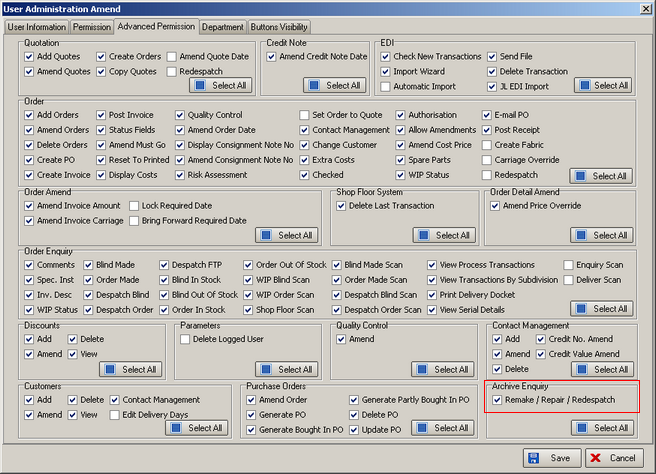 User Administration Amend
User Information Permission Advanced Permission Department Buttons Visibility
Quotation
Add Quotes Create Orders Amend Quote Date
Amend Quotes Copy Quotes Redespatch
Select All
Credit Note
Amend Credit Note Date
Select All
EDI
Check New Transactions Send File
Import Wizard Delete Transaction
Automatic Import JL EDI Import
Select All
Order
Add Orders Post Invoice Quality Control Set Order to Quote Authorisation E-mail PO
Amend Orders Status Fields Amend Order Date Contact Management Allow Amendments Post Receipt
Delete Orders Amend Must Go Display Consignment Note No Change Customer Amend Cost Price Create Fabric
Create PO Reset To Printed Amend Consignment Note No Extra Costs Spare Parts Carriage Override
Create Invoice Display Costs Risk Assessment Checked WIP Status Redespatch
Select All
Order Amend
Amend Invoice Amount Lock Required Date
Amend Invoice Carriage Bring Forward Required Date
Select All
Shop Floor System
Delete Last Transaction
Select All
Order Detail Amend
Amend Price Override
Select All
Order Enquiry
Comments Blind Made Despatch FTP Order Out Of Stock Blind Made Scan View Process Transactions Enquiry Scan
Spec. Inst Order Made Blind In Stock WIP Blind Scan Order Made Scan View Transactions By Subdivision Deliver Scan
Inv. Desc Despatch Blind Blind Out Of Stock WIP Order Scan Despatch Blind Scan Print Delivery Docket
WIP Status Despatch Order Order In Stock Shop Floor Scan Despatch Order Scan View Serial Details
Select All
Discounts
Add Delete
Amend View
Select All
Parameters
Delete Logged User
Select All
Quality Control
Amend
Select All
Contact Management
Add Credit No. Amend
Amend Credit Value Amend
Delete
Select All
Customers
Add Delete Contact Management
Amend View Edit Delivery Days
Select All
Purchase Orders
Amend Order Generate Partly Bought In PO
Generate PO Delete PO
Generate Bought In PO Update PO
Select All
Archive Enquiry
Remake / Repair / Redespatch
Select All
Save Cancel